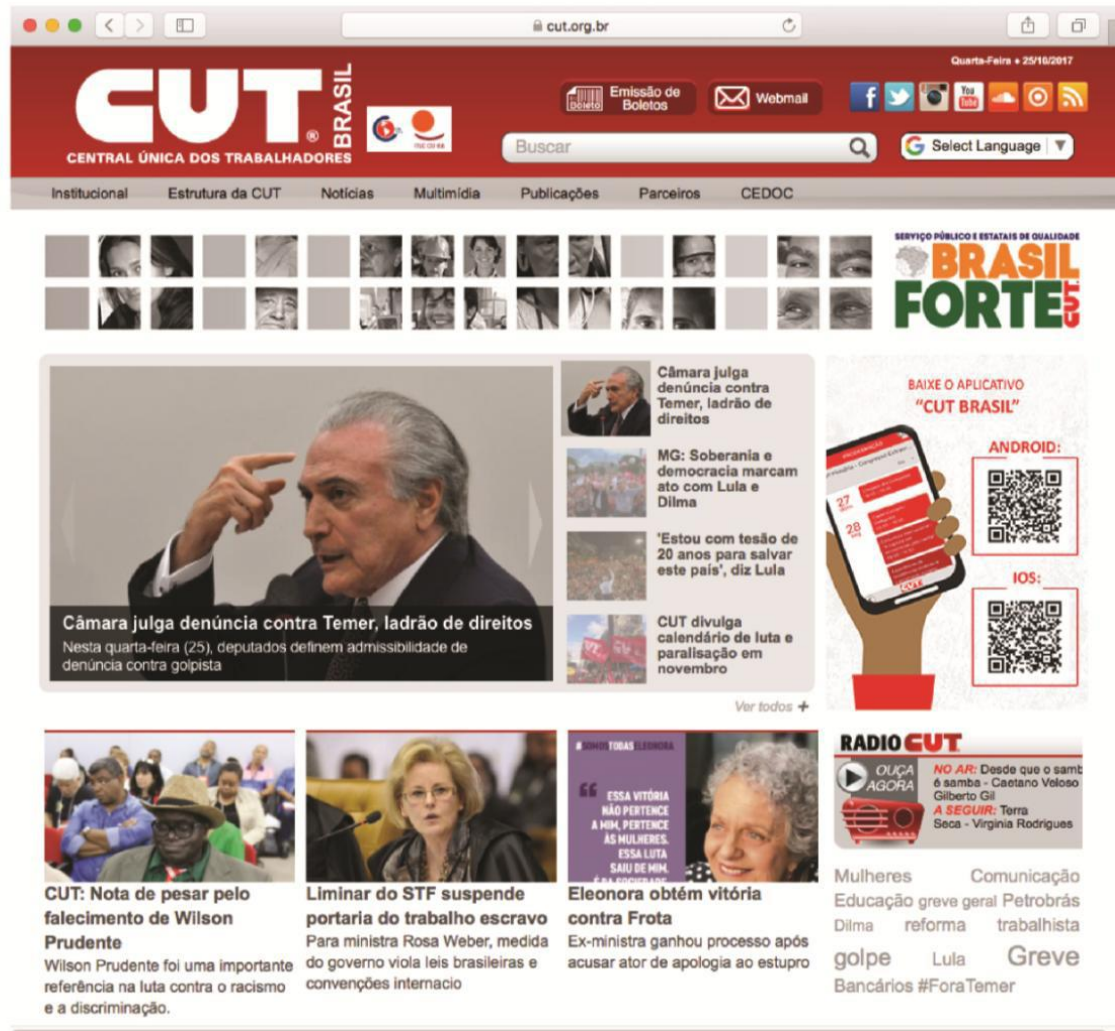 cut.org.br
Quarta-Feira + 25/10/2017
CUT BRASIL
CENTRAL ÚNICA DOS TRABALHADORES
Boleto
Emissão de
Boletos
Webmail
You
Tube
Buscar
Select Language
Institucional Estrutura da CUT Notícias Multimídia Publicações Parceiros CEDOC
SERVIÇO PÚBLICO E ESTATAIS DE QUALIDADE
BRASIL
FORTE CUT
Câmara julga denúncia contra Temer, ladrão de direitos
Nesta quarta-feira (25), deputados definem admissibilidade de
denúncia contra golpista
Câmara julga
denúncia contra
Temer, ladrão de
direitos
MG: Soberania e
democracia marcam
ato com Lula e
Dilma
'Estou com tesão de
20 anos para salvar
este país', diz Lula
CUT divulga
calendário de luta e
paralisação em
novembro
Ver todos +
BAIXE O APLICATIVO
"CUT BRASIL"
ANDROID:
27
28
IOS:
#SOMOSTODASELEONORA
ESSA VITÓRIA
NÃO PERTENCE
A MIM, PERTENCE
ÀS MULHERES.
ESSA LUTA
SAIU DE MIM.
CUT: Nota de pesar pelo
falecimento de Wilson
Prudente
Wilson Prudente foi uma importante
referência na luta contra o racismo
e a discriminação.
Liminar do STF suspende
portaria do trabalho escravo
Para ministra Rosa Weber, medida
do governo viola leis brasileiras e
convenções internacio
Eleonora obtém vitória
contra Frota
Ex-ministra ganhou processo após
acusar ator de apologia ao estupro
RADIO CUT
OUÇA
AGORA
NO AR: Desde que o samb
é samba - Caetano Veloso
Gilberto Gil
A SEGUIR: Terra
Seca - Virginia Rodrigues
Mulheres Comunicação
Educação greve geral Petrobrás
Dilma reforma trabalhista
golpe Lula Greve
Bancários #ForaTemer